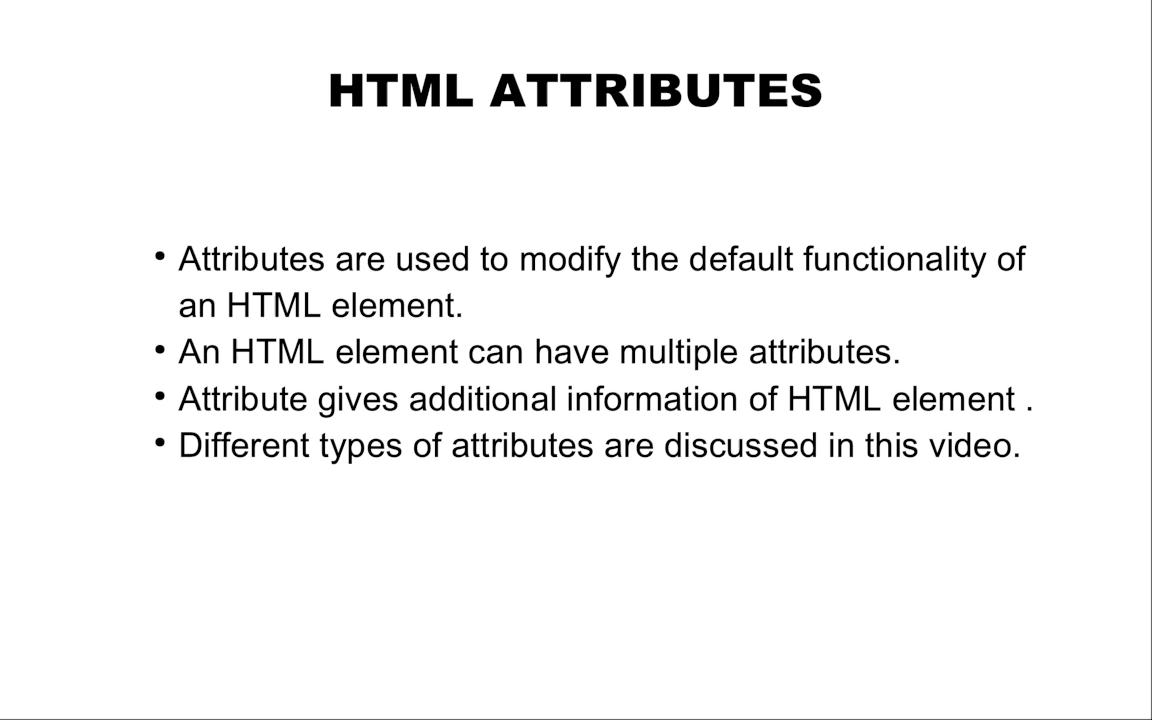 HTML ATTRIBUTES
• Attributes are used to modify the default functionality of
an HTML element.
• An HTML element can have multiple attributes.
• Attribute gives additional information of HTML element .
• Different types of attributes are discussed in this video.